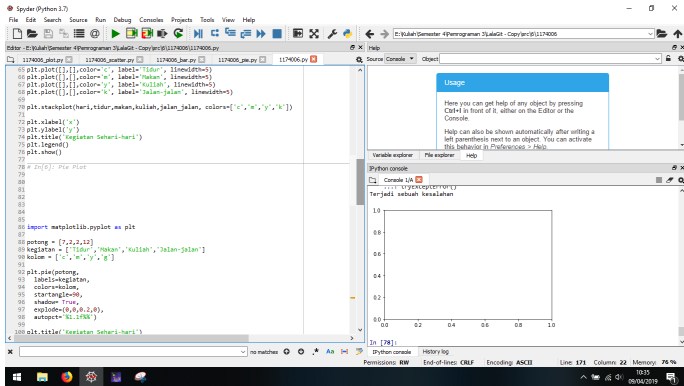 Spyder (Python 3.7)
File Edit Search Source Run Debug Consoles Projects Tools View Help
E:\Kuliah\Semester 4\Pemrograman 3\LalaGit - Copy\src\6\1174006
Editor - E:\Kuliah\Semester 4\Pemrograman 3\LalaGit - Copy\src\6\1174006\1174006.py
Help
1174006_plot.py 1174006_scatter.py 1174006_bar.py 1174006_pie.py 1174006.py
Source Console Object
65 plt.plot([],[],color='c', label='Tidur', linewidth=5)
66 plt.plot([],[],color='m', label='Makan', linewidth=5)
67 plt.plot([],[],color='y', label='Kuliah', linewidth=5)
68 plt.plot([],[],color='k', label='Jalan-jalan', linewidth=5)
69
70 plt.stackplot(hari,tidur,makan,kuliah,jalan_jalan, colors=['c','m','y','k'])
71
72 plt.xlabel('x')
73 plt.ylabel('y')
74 plt.title('Kegiatan Sehari-hari')
75 plt.legend()
76 plt.show()
77
78 # In[6]: Pie Plot
79
80
81
82
83
84
85
86 import matplotlib.pyplot as plt
87
88 potong = [7,2,2,12]
89 kegiatan = ['Tidur','Makan','Kuliah','Jalan-jalan']
90 kolom = ['c','m','y','g']
91
92 plt.pie(potong,
93 labels=kegiatan,
94 colors=kolom,
95 startangle=90,
96 shadow= True,
97 explode=(0,0,0.2,0),
98 autopct='%1.1f%%')
99
100 plt.title('Kegiatan Sehari-hari')
Usage
Here you can get help of any object by pressing
Ctrl+I in front of it, either on the Editor or the
Console.
Help can also be shown automatically after writing a
left parenthesis next to an object. You can activate
this behavior in Preferences > Help.
Variable explorer File explorer Help
IPython console
Console 1/A
...: tryExceptError()
Terjadi sebuah kesalahan
1.0
0.8
0.6
0.4
0.2
0.0
0.0 0.2 0.4 0.6 0.8 1.0
In [78]:
no matches .* Aa
IPython console History log
Permissions: RW End-of-lines: CRLF Encoding: ASCII Line: 171 Column: 22 Memory: 76 %
10:35
09/04/2019